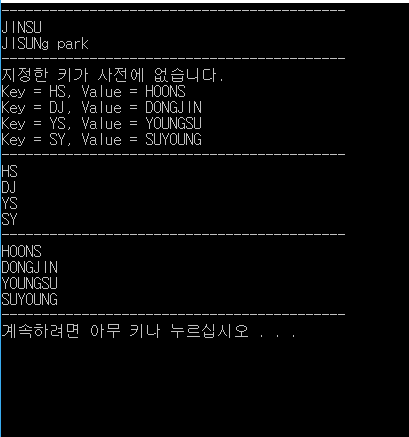 -------------------------------------------
JINSU
JISUNg park
-------------------------------------------
지정한 키가 사전에 없습니다.
Key = HS, Value = HOONS
Key = DJ, Value = DONGJIN
Key = YS, Value = YOUNGSU
Key = SY, Value = SUYOUNG
-------------------------------------------
HS
DJ
YS
SY
-------------------------------------------
HOONS
DONGJIN
YOUNGSU
SUYOUNG
-------------------------------------------
계속하려면 아무 키나 누르십시오 . . .